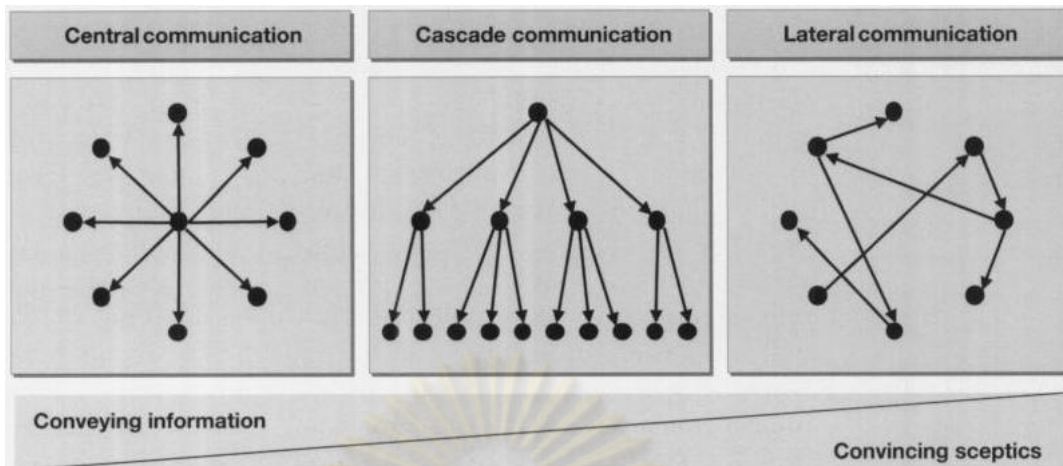 Central communication
Cascade communication
Lateral communication
Conveying information
Convincing sceptics